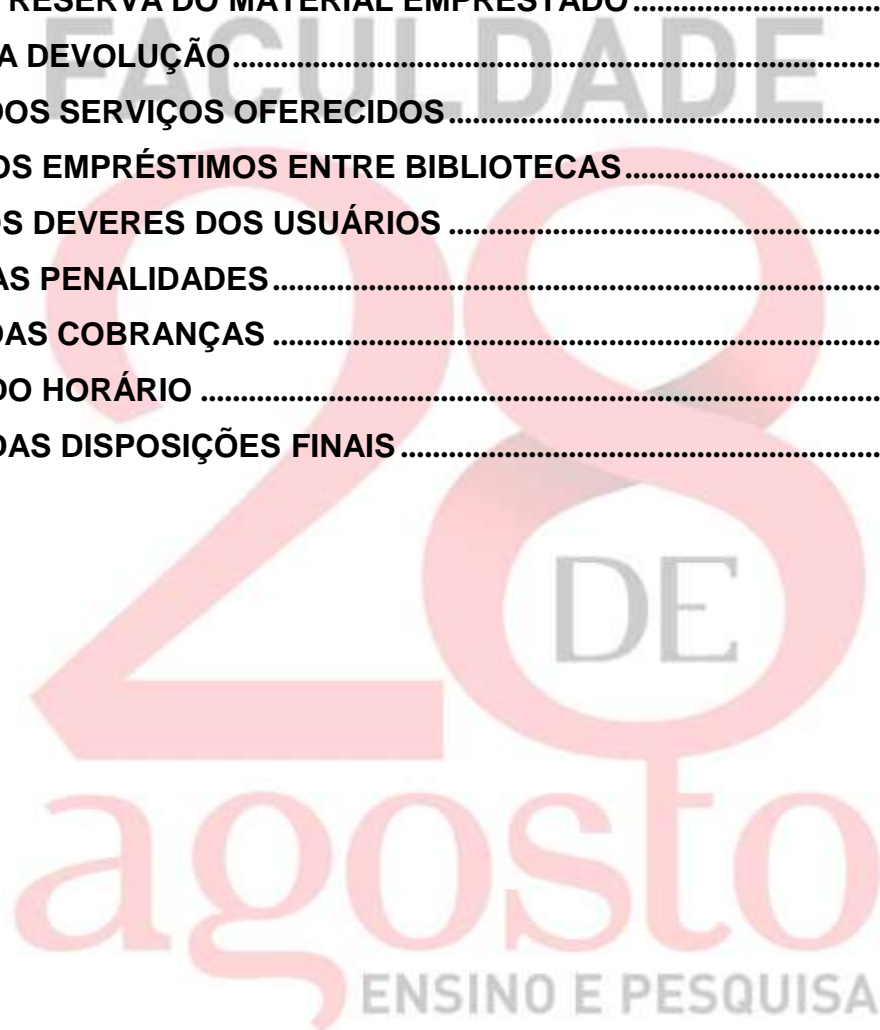 RESERVA DO MATERIAL EMPRESTADO................................
A DEVOLUÇÃO................................................................................
DOS SERVIÇOS OFERECIDOS......................................................
OS EMPRÉSTIMOS ENTRE BIBLIOTECAS................................
OS DEVERES DOS USUÁRIOS......................................................
AS PENALIDADES...........................................................................
DAS COBRANÇAS...........................................................................
DO HORÁRIO....................................................................................
DAS DISPOSIÇÕES FINAIS............................................................
FACULDADE
28
DE
agosto
ENSINO E PESQUISA